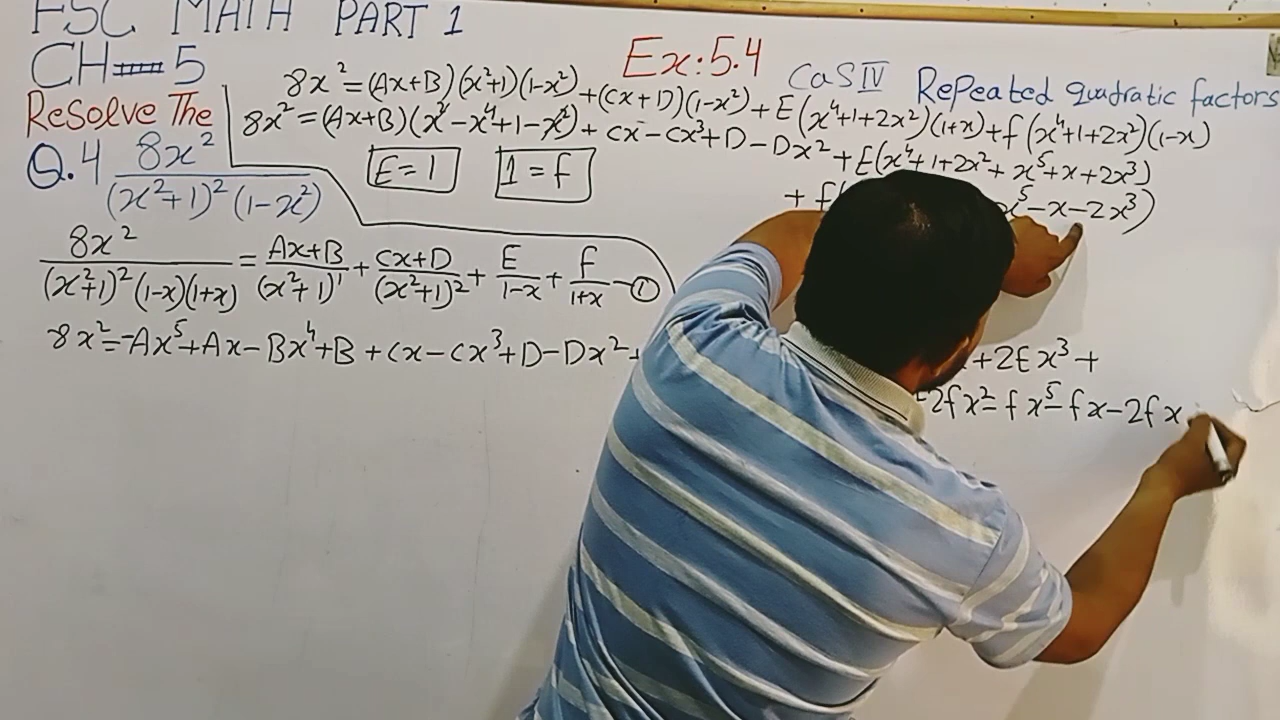 FSC MATH PART 1
CH 5
Ex:5.4
CaS IV Repeated quadratic factors
Resolve The
Q.4 8x²/(x²+1)²(1-x²)
8x²=(Ax+B)(x²+1)(1-x²)+(Cx+D)(1-x²)+E(x⁴+1+2x²)(1+x)+f(x⁴+1+2x²)(1-x)
8x²=(Ax+B)(x²-x⁴+1-x²)+Cx-Cx³+D-Dx²+E(x⁴+1+2x²+x⁵+x+2x³)
+f( x⁵-x-2x³)
E=1 1=f
8x²/(x²+1)²(1-x)(1+x) = Ax+B/(x²+1)¹ + Cx+D/(x²+1)² + E/1-x + f/1+x -①
8x²=-Ax⁵+Ax-Bx⁴+B+Cx-Cx³+D-Dx²+ +2Ex³+
2fx²-fx⁵-fx-2fx